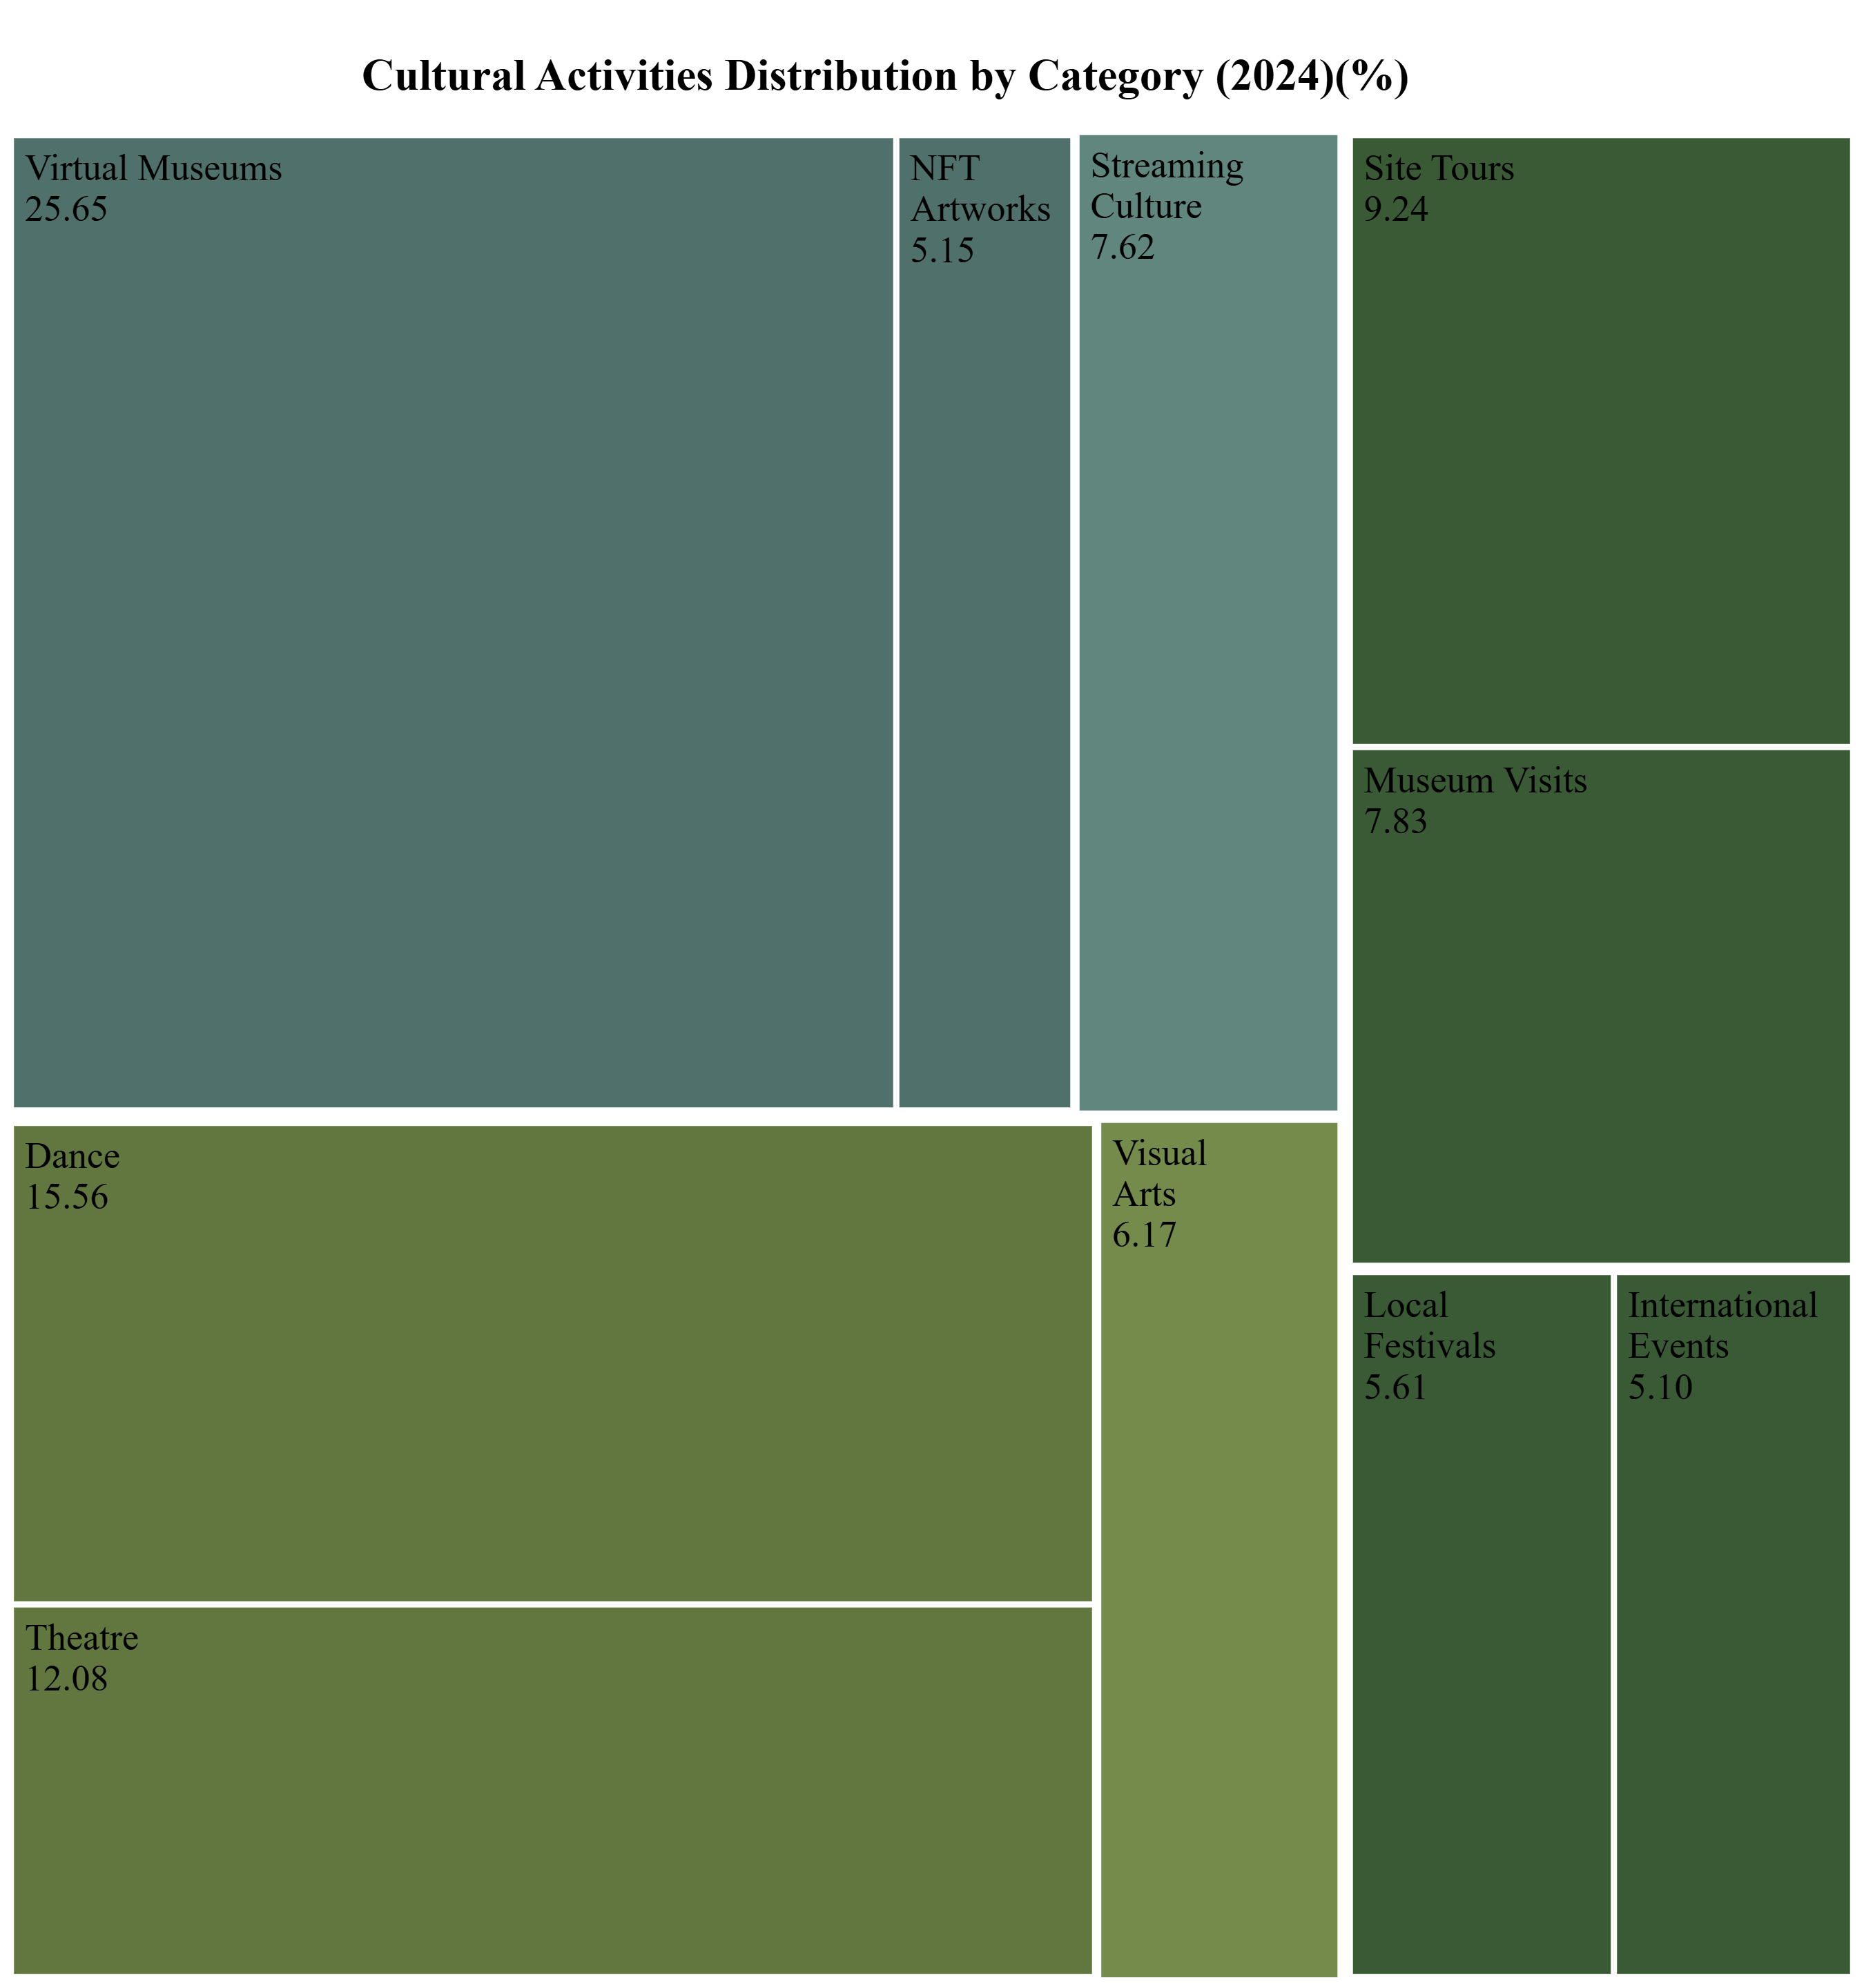 Cultural Activities Distribution by Category (2024)(%)
Virtual Museums
25.65
NFT
Artworks
5.15
Streaming
Culture
7.62
Site Tours
9.24
Museum Visits
7.83
Dance
15.56
Visual
Arts
6.17
Local
Festivals
5.61
International
Events
5.10
Theatre
12.08